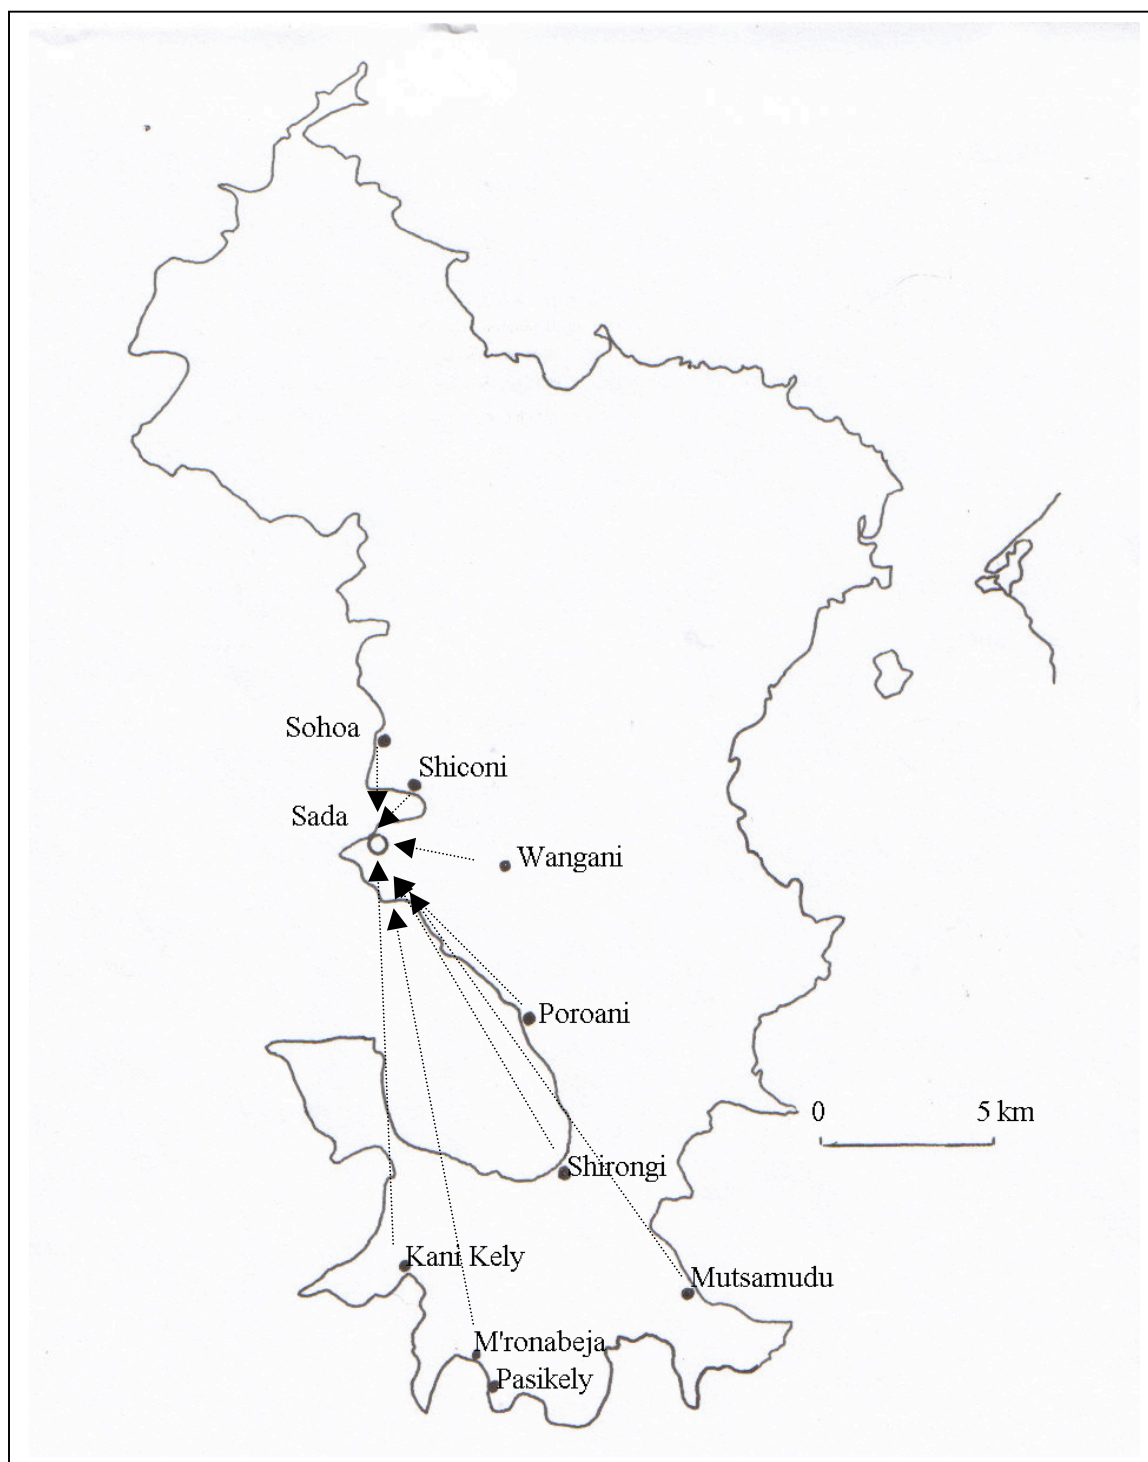 Sohoa
Shiconi
Sada
Wangani
Poroani
0 5 km
Shirongi
Kani Kely
Mutsamudu
M'ronabeja
Pasikely